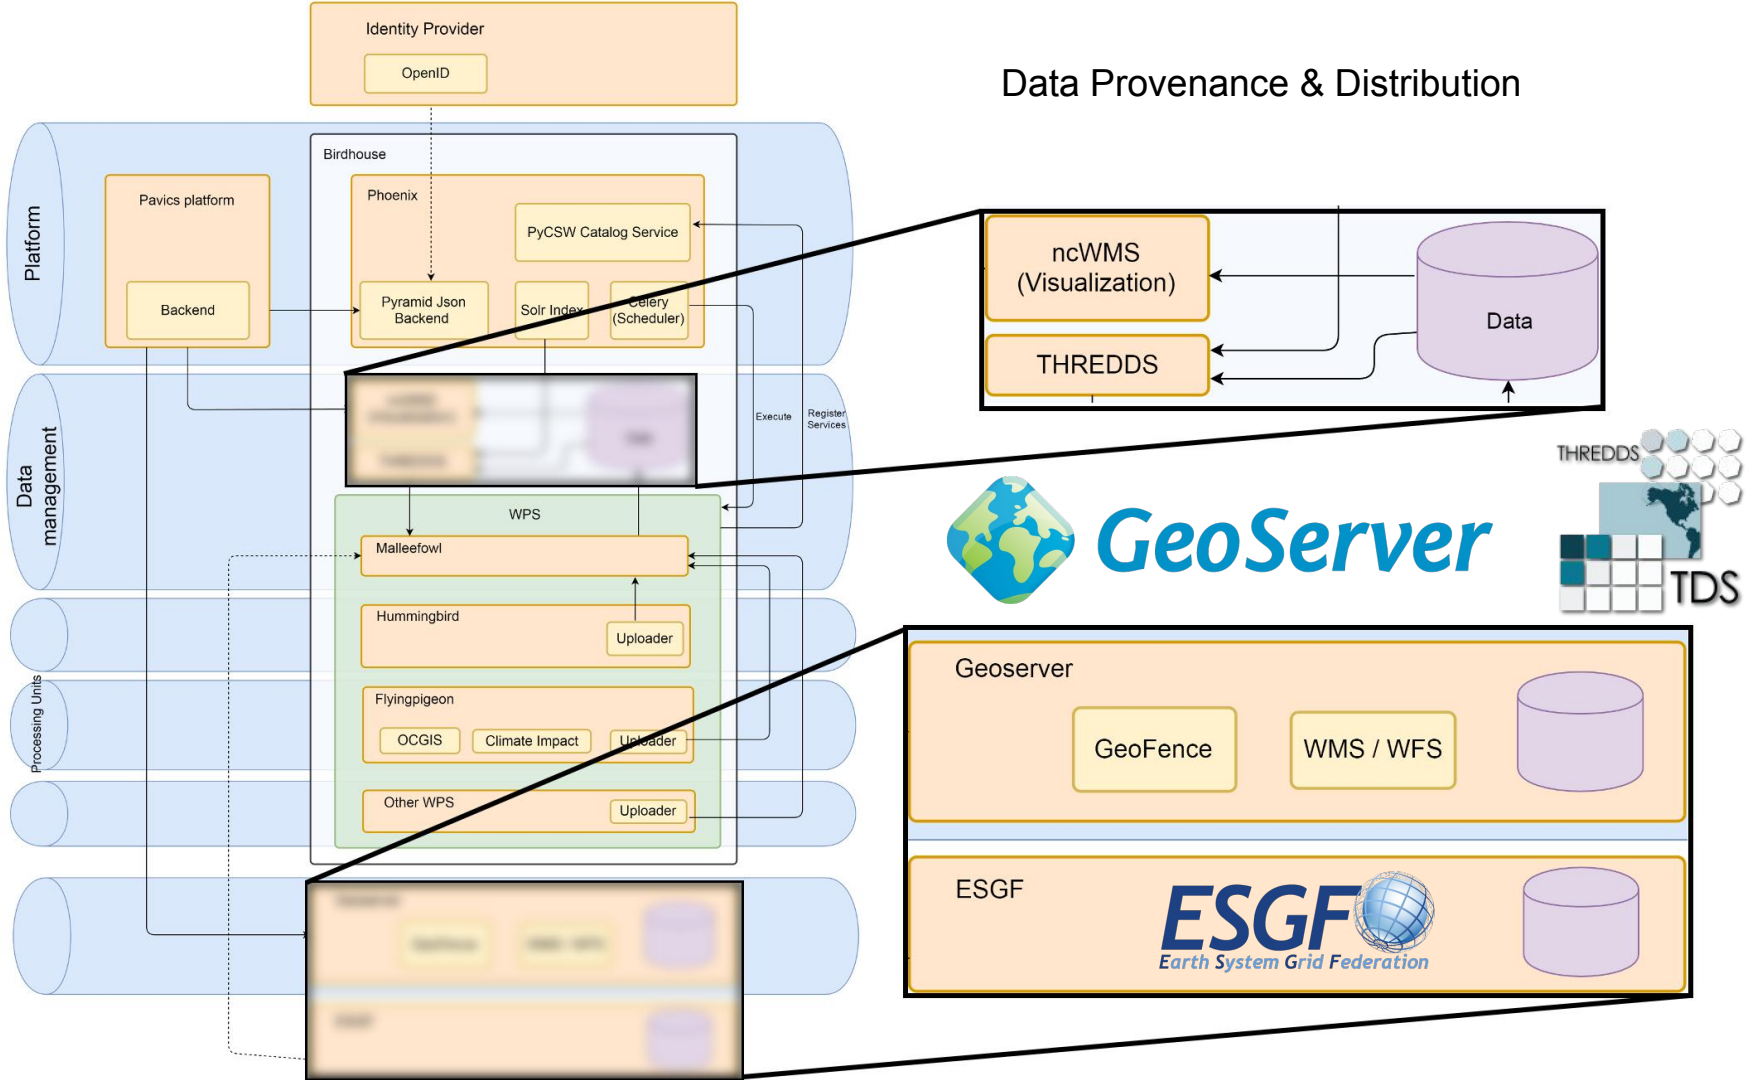 Identity Provider
OpenID
Data Provenance & Distribution
Birdhouse
Platform
Pavics platform
Backend
Phoenix
PyCSW Catalog Service
Pyramid Json
Backend
Solr Index
Celery
(Scheduler)
ncWMS
(Visualization)
THREDDS
Data
Data
management
Execute
Register
Services
WPS
Malleefowl
Hummingbird
Uploader
Processing Units
Flyingpigeon
OCGIS
Climate Impact
Uploader
Other WPS
Uploader
GeoServer
THREDDS
TDS
Geoserver
GeoFence
WMS / WFS
ESGF
ESGF
Earth System Grid Federation